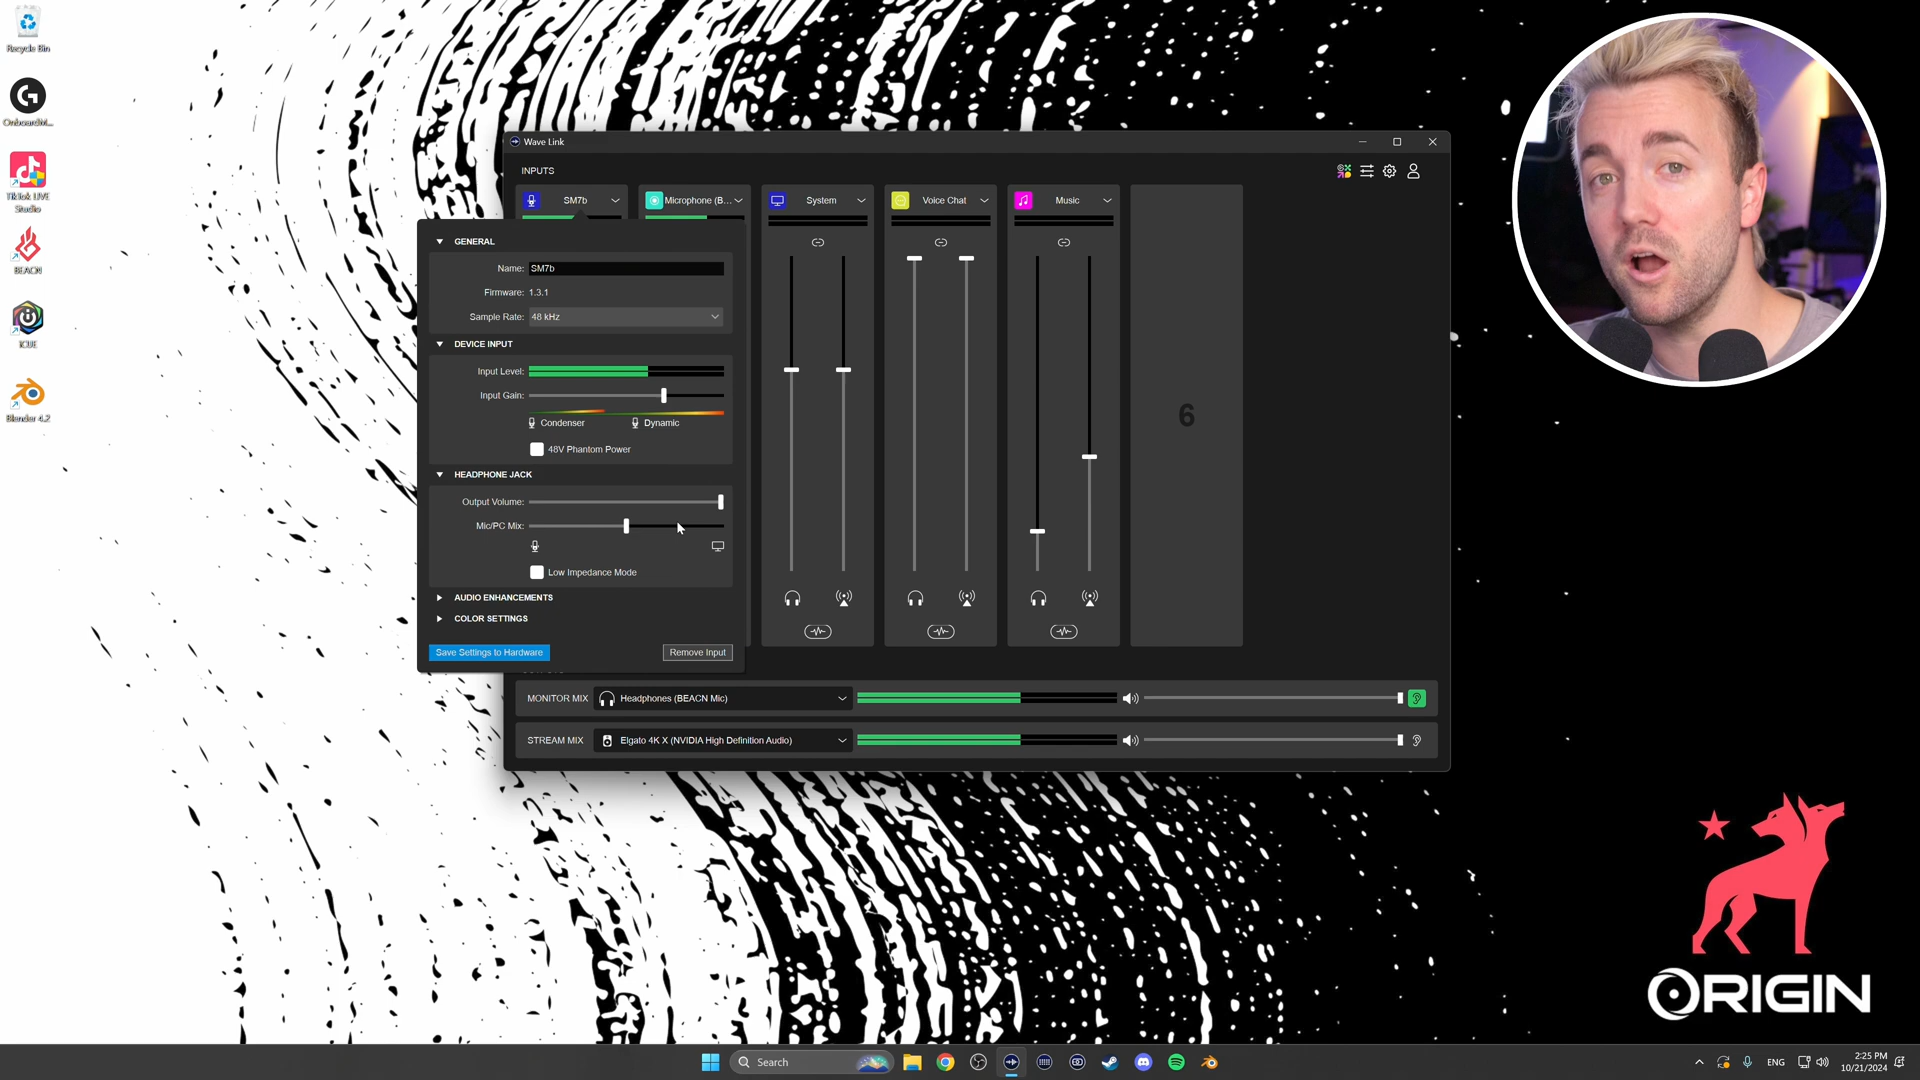 Recycle Bin
OnboardM...
TikTok LIVE
Studio
BEACN
iCUE
Blender 4.2
Wave Link
INPUTS
SM7b
Microphone (B...
System
Voice Chat
Music
GENERAL
Name: SM7b
Firmware: 1.3.1
Sample Rate: 48 kHz
DEVICE INPUT
Input Level:
Input Gain:
Condenser
Dynamic
48V Phantom Power
HEADPHONE JACK
Output Volume:
Mic/PC Mix:
Low Impedance Mode
AUDIO ENHANCEMENTS
COLOR SETTINGS
Save Settings to Hardware
Remove Input
6
MONITOR MIX Headphones (BEACN Mic)
STREAM MIX Elgato 4K X (NVIDIA High Definition Audio)
ORIGIN
Search
ENG
2:25 PM
10/21/2024